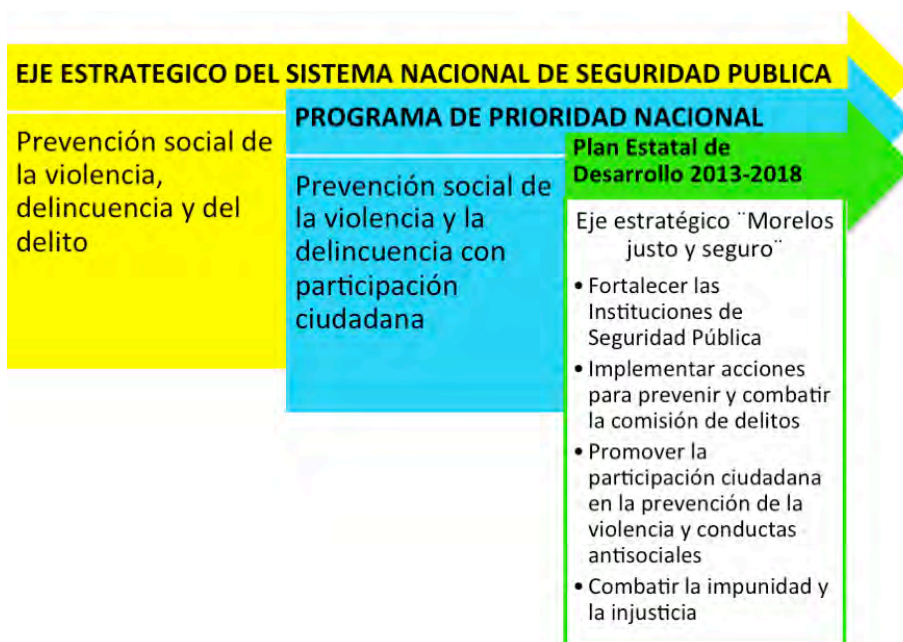 EJE ESTRATEGICO DEL SISTEMA NACIONAL DE SEGURIDAD PUBLICA
Prevención social de
la violencia,
delincuencia y del
delito
PROGRAMA DE PRIORIDAD NACIONAL
Prevención social de
la violencia y la
delincuencia con
participación
ciudadana
Plan Estatal de
Desarrollo 2013-2018
Eje estratégico ¨Morelos
justo y seguro¨
• Fortalecer las
Instituciones de
Seguridad Pública
• Implementar acciones
para prevenir y combatir
la comisión de delitos
• Promover la
participación ciudadana
en la prevención de la
violencia y conductas
antisociales
• Combatir la impunidad y
la injusticia